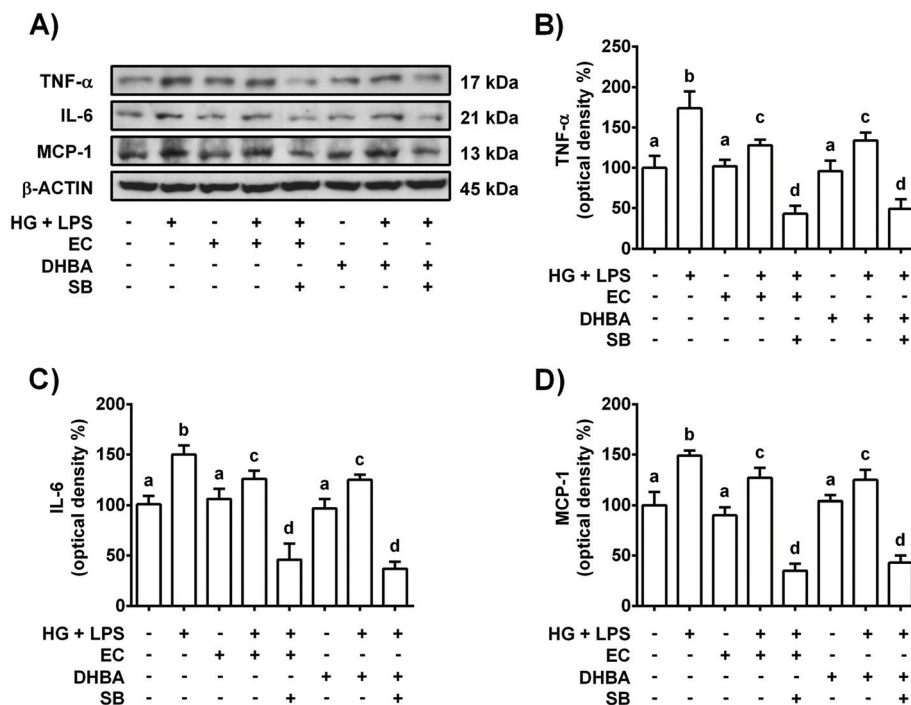 A)
TNF-α 17 kDa
IL-6 21 kDa
MCP-1 13 kDa
β-ACTIN 45 kDa
HG + LPS - + - + + - + +
EC - - + + + - - -
DHBA - - - - - + + +
SB - - - - + - - +
B)
TNF-α
(optical density %)
250
200
150
100
50
0
a b a c d a c d
HG + LPS - + - + + - + +
EC - - + + + - - -
DHBA - - - - - + + +
SB - - - - + - - +
C)
IL-6
(optical density %)
200
150
100
50
0
a b a c d a c d
HG + LPS - + - + + - + +
EC - - + + + - - -
DHBA - - - - - + + +
SB - - - - + - - +
D)
MCP-1
(optical density %)
200
150
100
50
0
a b a c d a c d
HG + LPS - + - + + - + +
EC - - + + + - - -
DHBA - - - - - + + +
SB - - - - + - - +